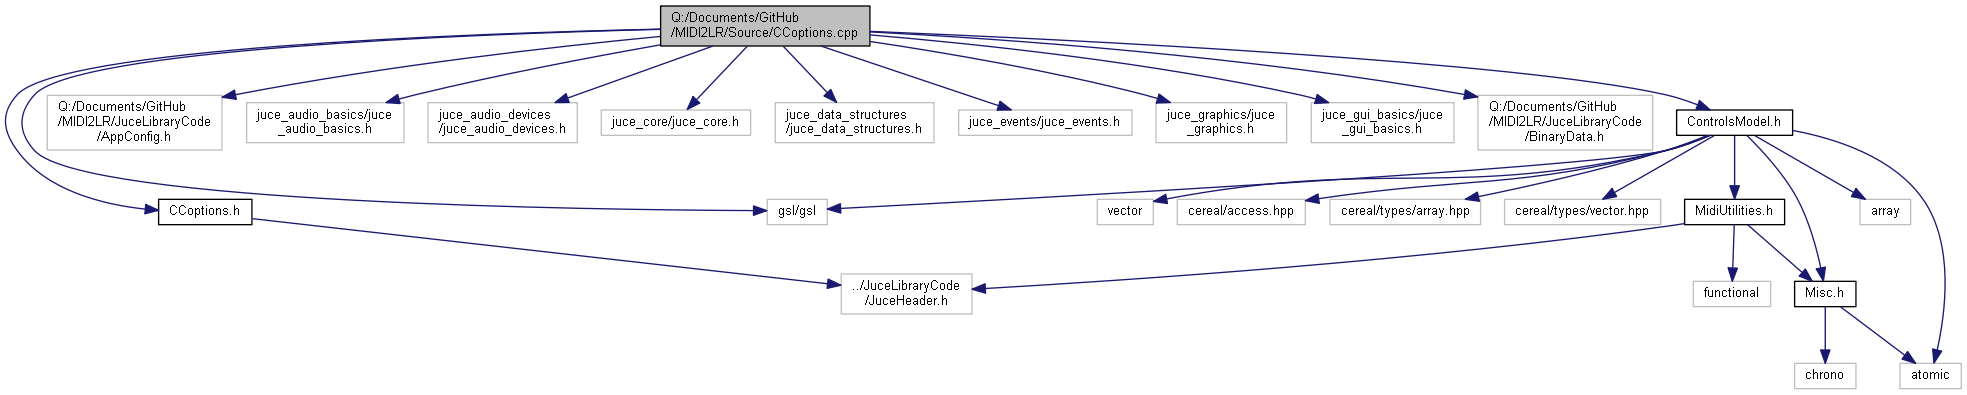 Q:/Documents/GitHub
/MIDI2LR/Source/CCoptions.cpp
Q:/Documents/GitHub
/MIDI2LR/JuceLibraryCode
/AppConfig.h
juce_audio_basics/juce
_audio_basics.h
juce_audio_devices
/juce_audio_devices.h
juce_core/juce_core.h
juce_data_structures
/juce_data_structures.h
juce_events/juce_events.h
juce_graphics/juce
_graphics.h
juce_gui_basics/juce
_gui_basics.h
Q:/Documents/GitHub
/MIDI2LR/JuceLibraryCode
/BinaryData.h
ControlsModel.h
CCoptions.h
gsl/gsl
vector
cereal/access.hpp
cereal/types/array.hpp
cereal/types/vector.hpp
MidiUtilities.h
array
../JuceLibraryCode
/JuceHeader.h
functional
Misc.h
chrono
atomic